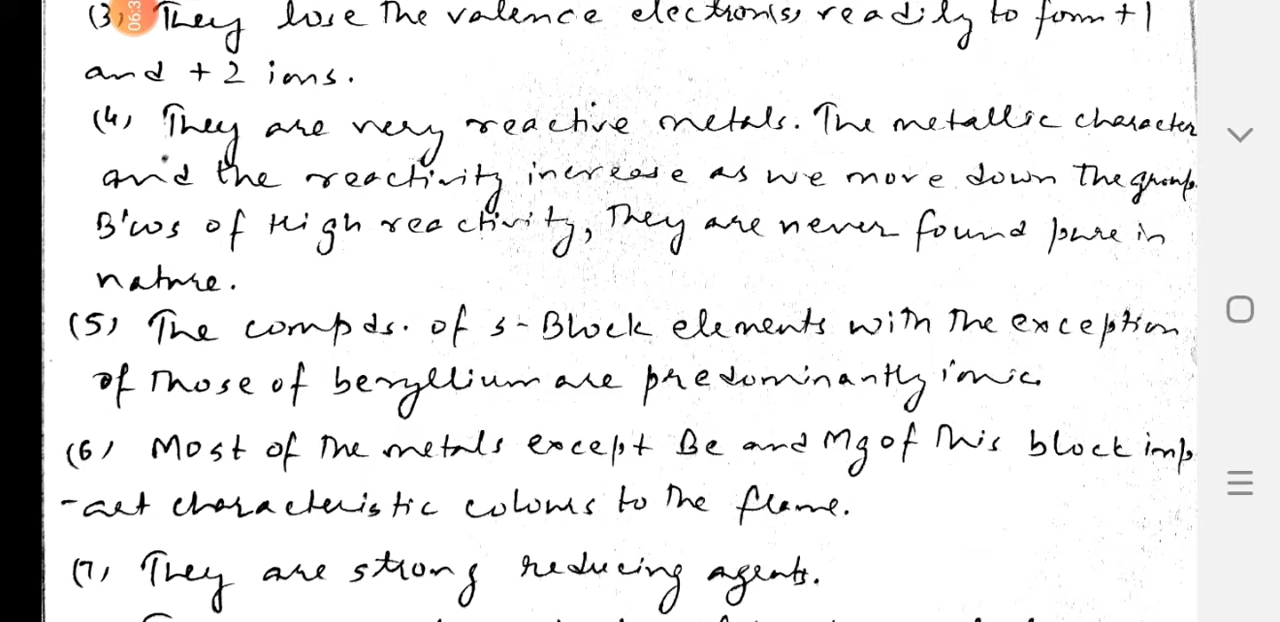 (3) They lose the valence electron(s) readily to form +1
06:3
and +2 ions.
(4) They are very reactive metals. The metallic character
and the reactivity increase as we move down the group.
B'cos of High reactivity, They are never found pure in
nature.
(5) The compds. of s-Block elements with the exception
of those of beryllium are predominantly ionic.
(6) Most of the metals except Be and Mg of this block imp
-art characteristic colours to the flame.
(7) They are strong reducing agents.